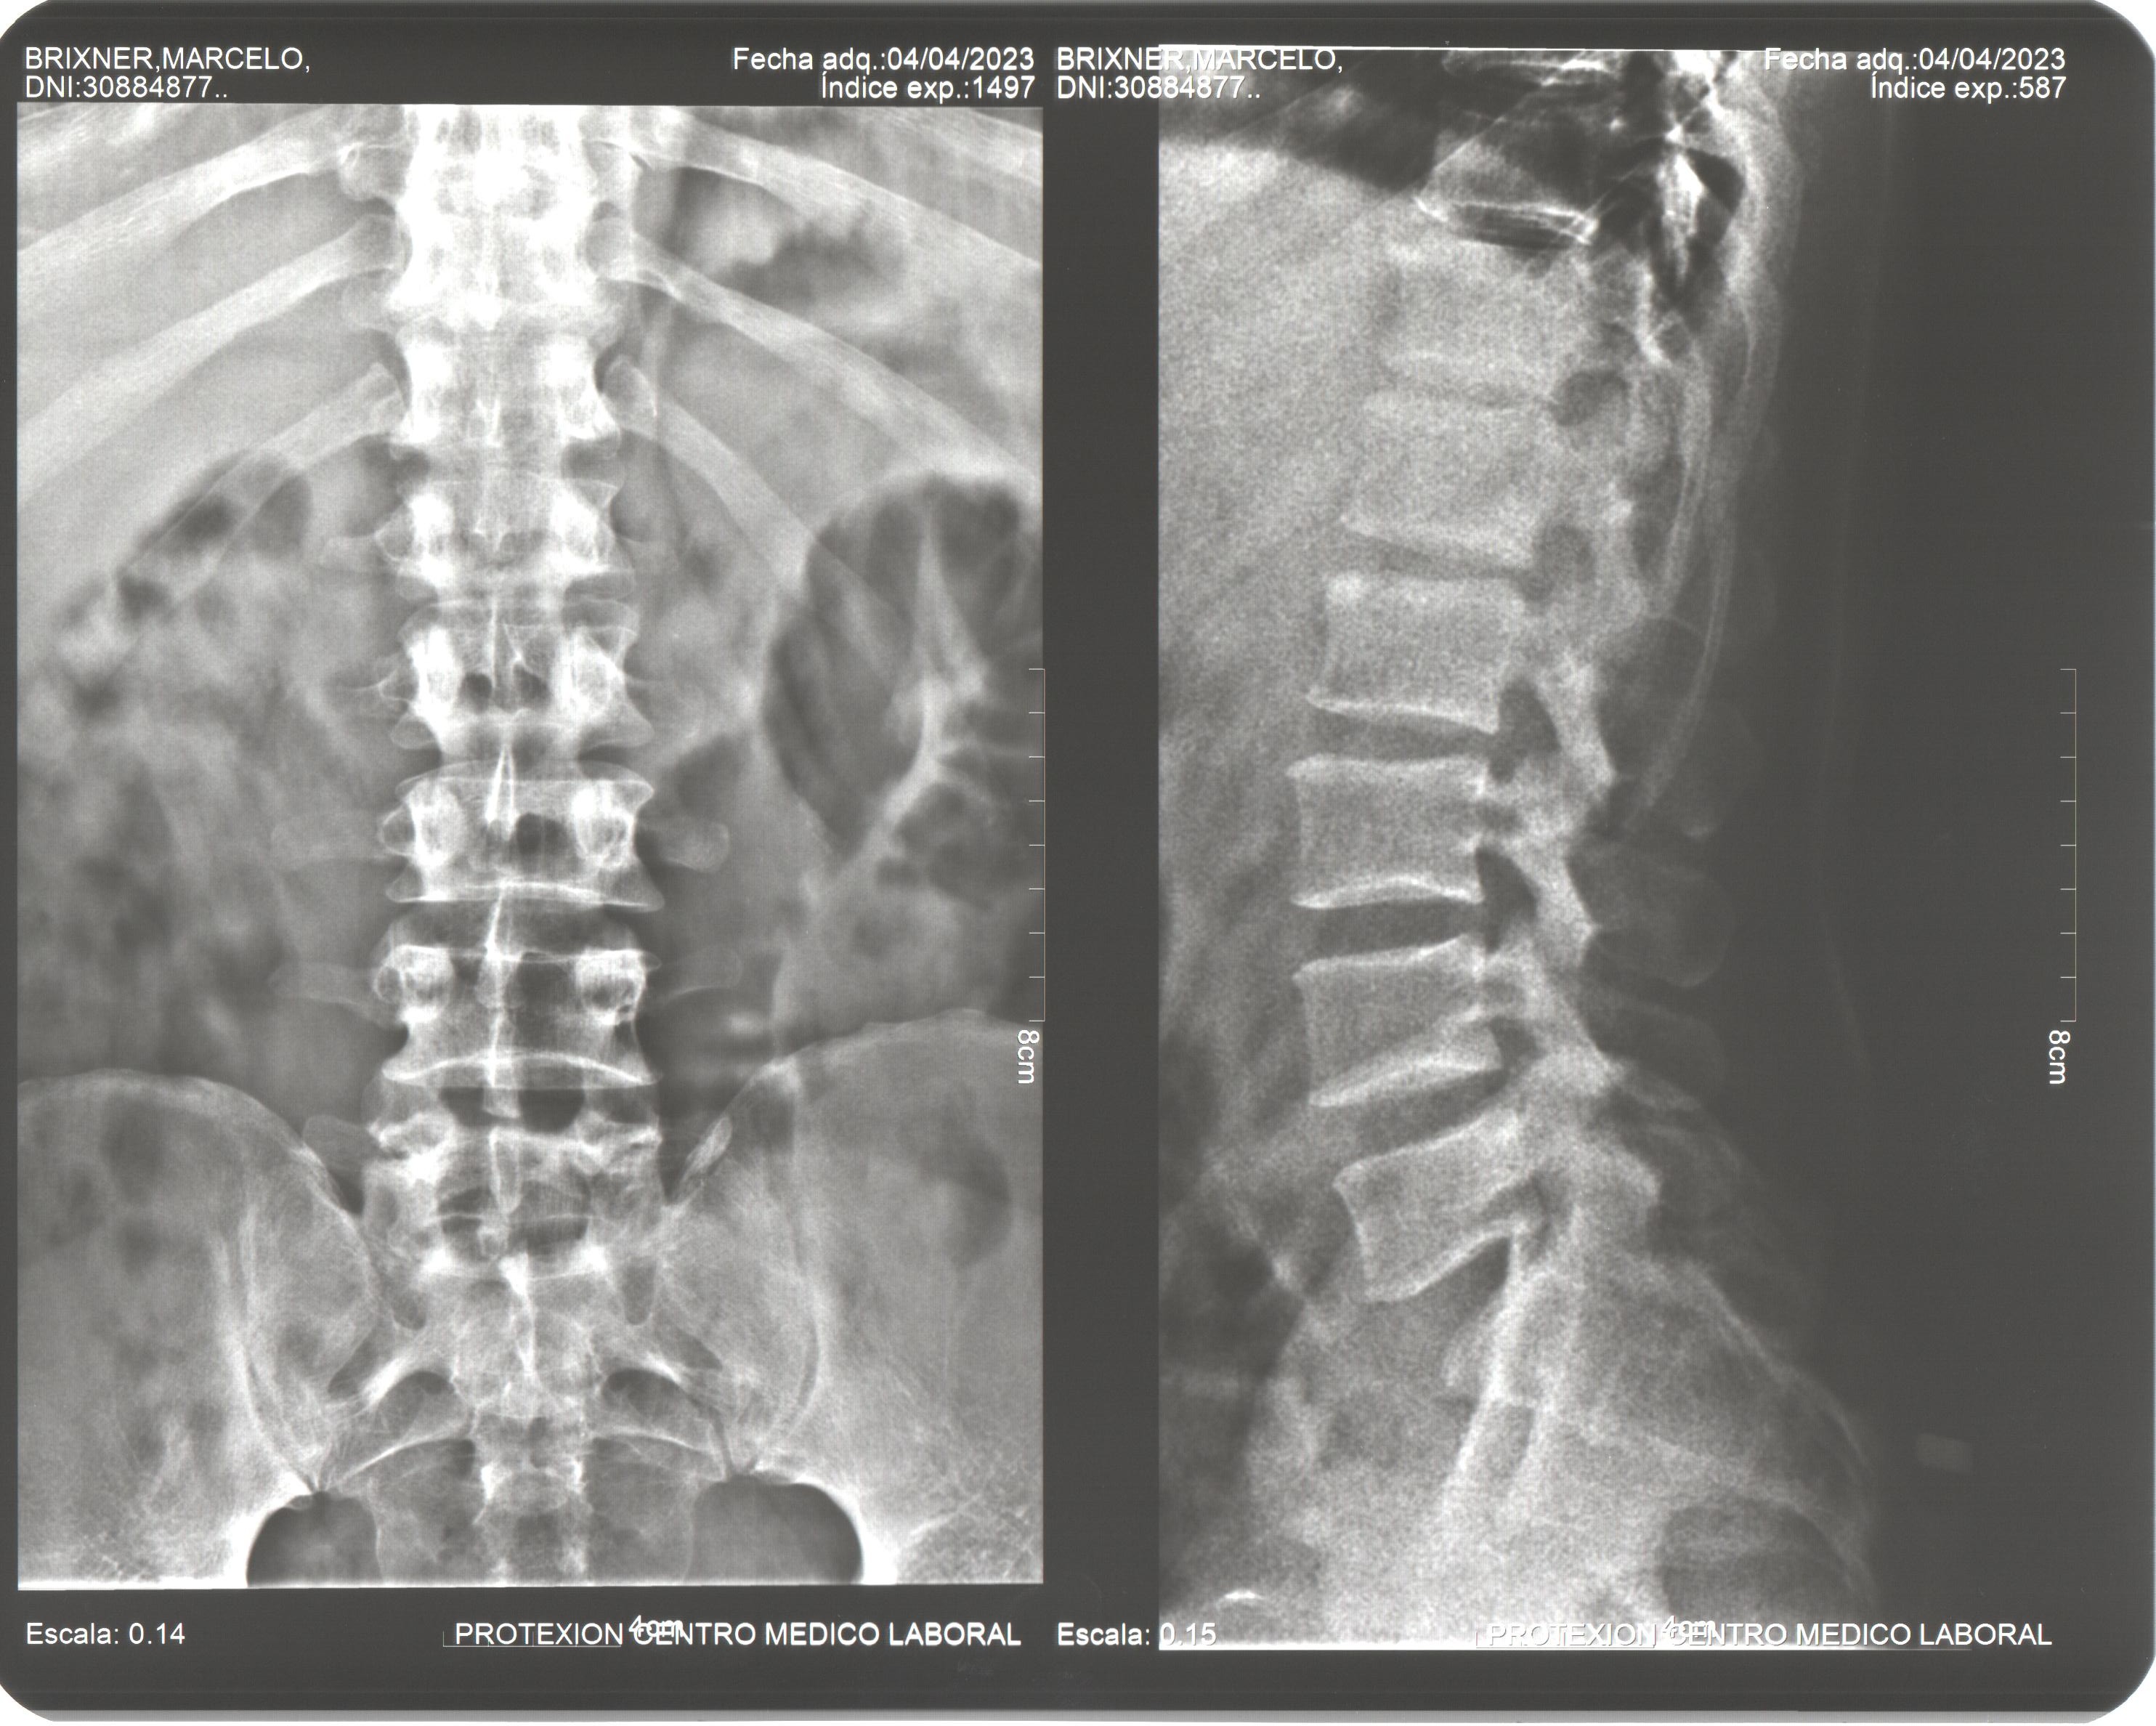 BRIXNER,MARCELO,
DNI:30884877..
Fecha adq.:04/04/2023
Índice exp.:1497
8cm
Escala: 0.14
4cm
PROTEXION CENTRO MEDICO LABORAL
BRIXNER,MARCELO,
DNI:30884877..
Fecha adq.:04/04/2023
Índice exp.:587
8cm
Escala: 0.15
4cm
PROTEXION CENTRO MEDICO LABORAL